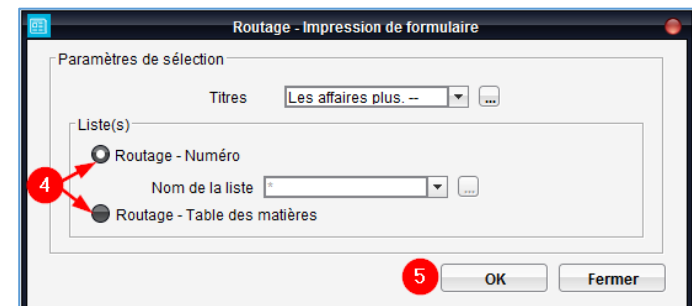 Routage - Impression de formulaire
Paramètres de sélection
Titres Les affaires plus. -- ...
Liste(s)
Routage - Numéro
4
Nom de la liste * ...
Routage - Table des matières
5 OK Fermer